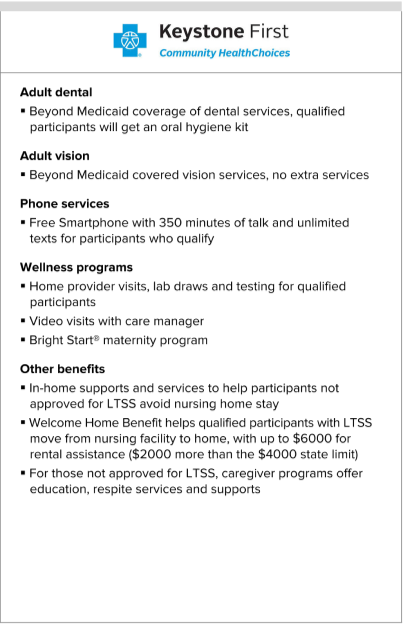 Keystone First
Community HealthChoices
Adult dental
▪ Beyond Medicaid coverage of dental services, qualified
participants will get an oral hygiene kit
Adult vision
▪ Beyond Medicaid covered vision services, no extra services
Phone services
▪ Free Smartphone with 350 minutes of talk and unlimited
texts for participants who qualify
Wellness programs
▪ Home provider visits, lab draws and testing for qualified
participants
▪ Video visits with care manager
▪ Bright Start® maternity program
Other benefits
▪ In-home supports and services to help participants not
approved for LTSS avoid nursing home stay
▪ Welcome Home Benefit helps qualified participants with LTSS
move from nursing facility to home, with up to $6000 for
rental assistance ($2000 more than the $4000 state limit)
▪ For those not approved for LTSS, caregiver programs offer
education, respite services and supports